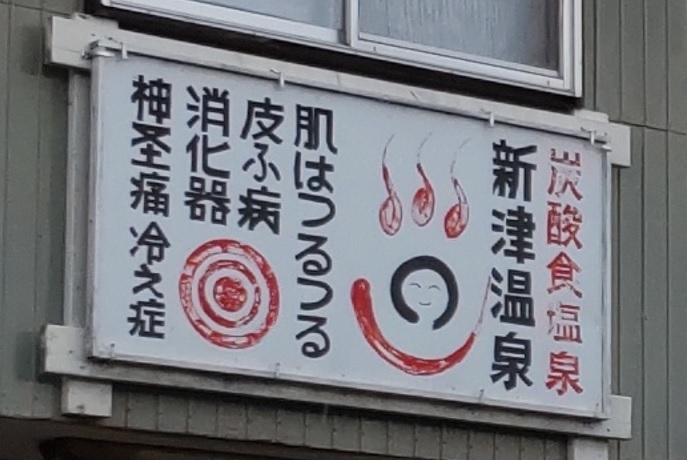 炭酸食塩泉
新津温泉
肌はつるつる
皮ふ病
消化器
神圣痛 冷え症